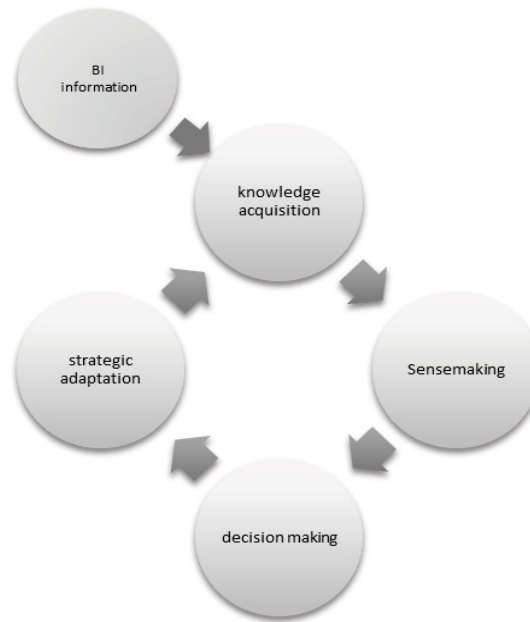 BI
information
knowledge
acquisition
Sensemaking
decision making
strategic
adaptation